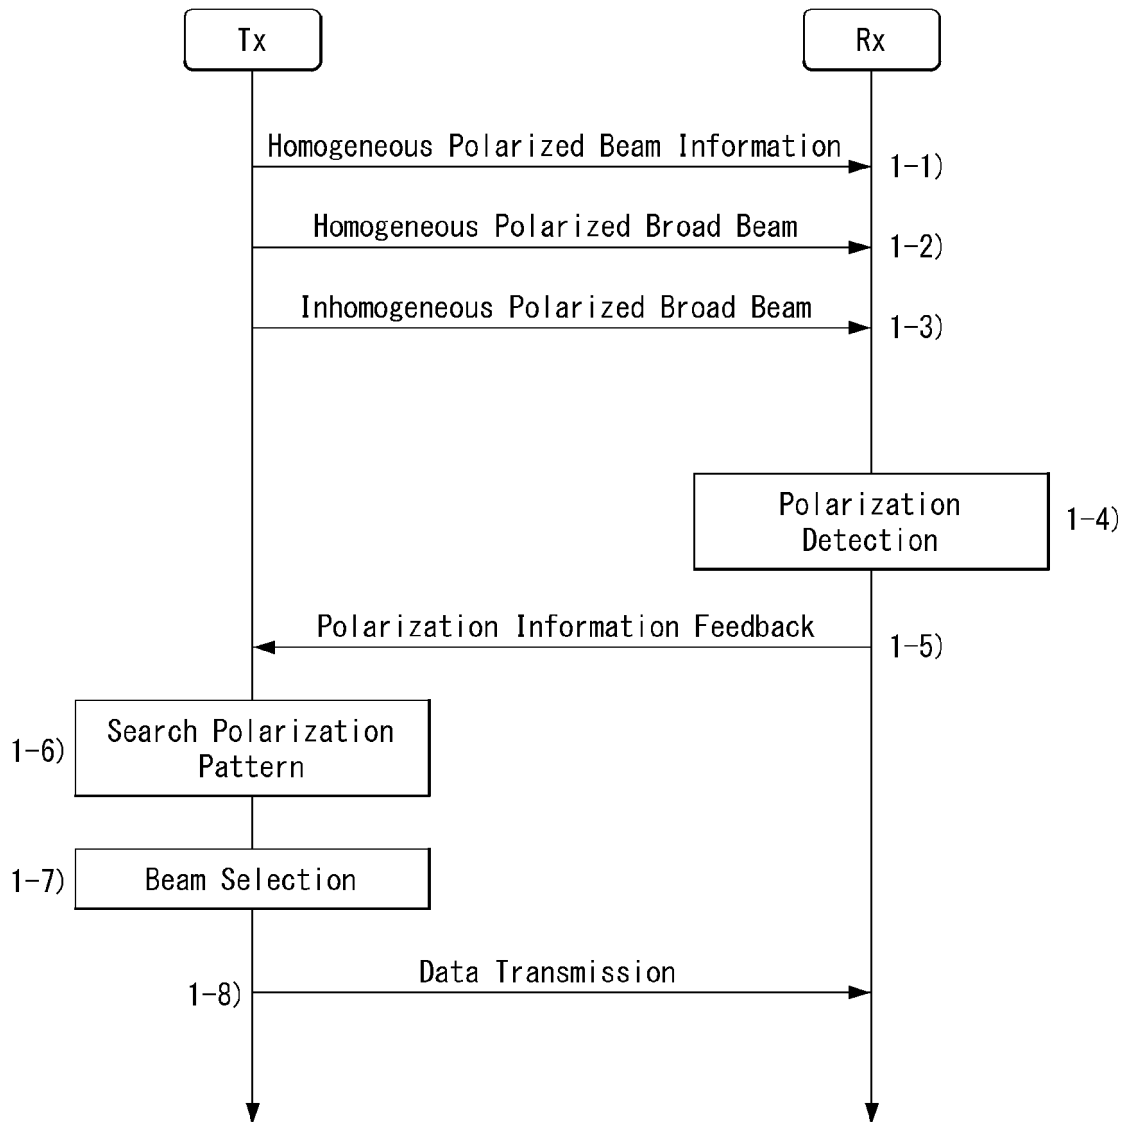 Tx
Rx
Homogeneous Polarized Beam Information
1-1)
Homogeneous Polarized Broad Beam
1-2)
Inhomogeneous Polarized Broad Beam
1-3)
Polarization
Detection
1-4)
Polarization Information Feedback
1-5)
1-6)
Search Polarization
Pattern
1-7)
Beam Selection
1-8)
Data Transmission